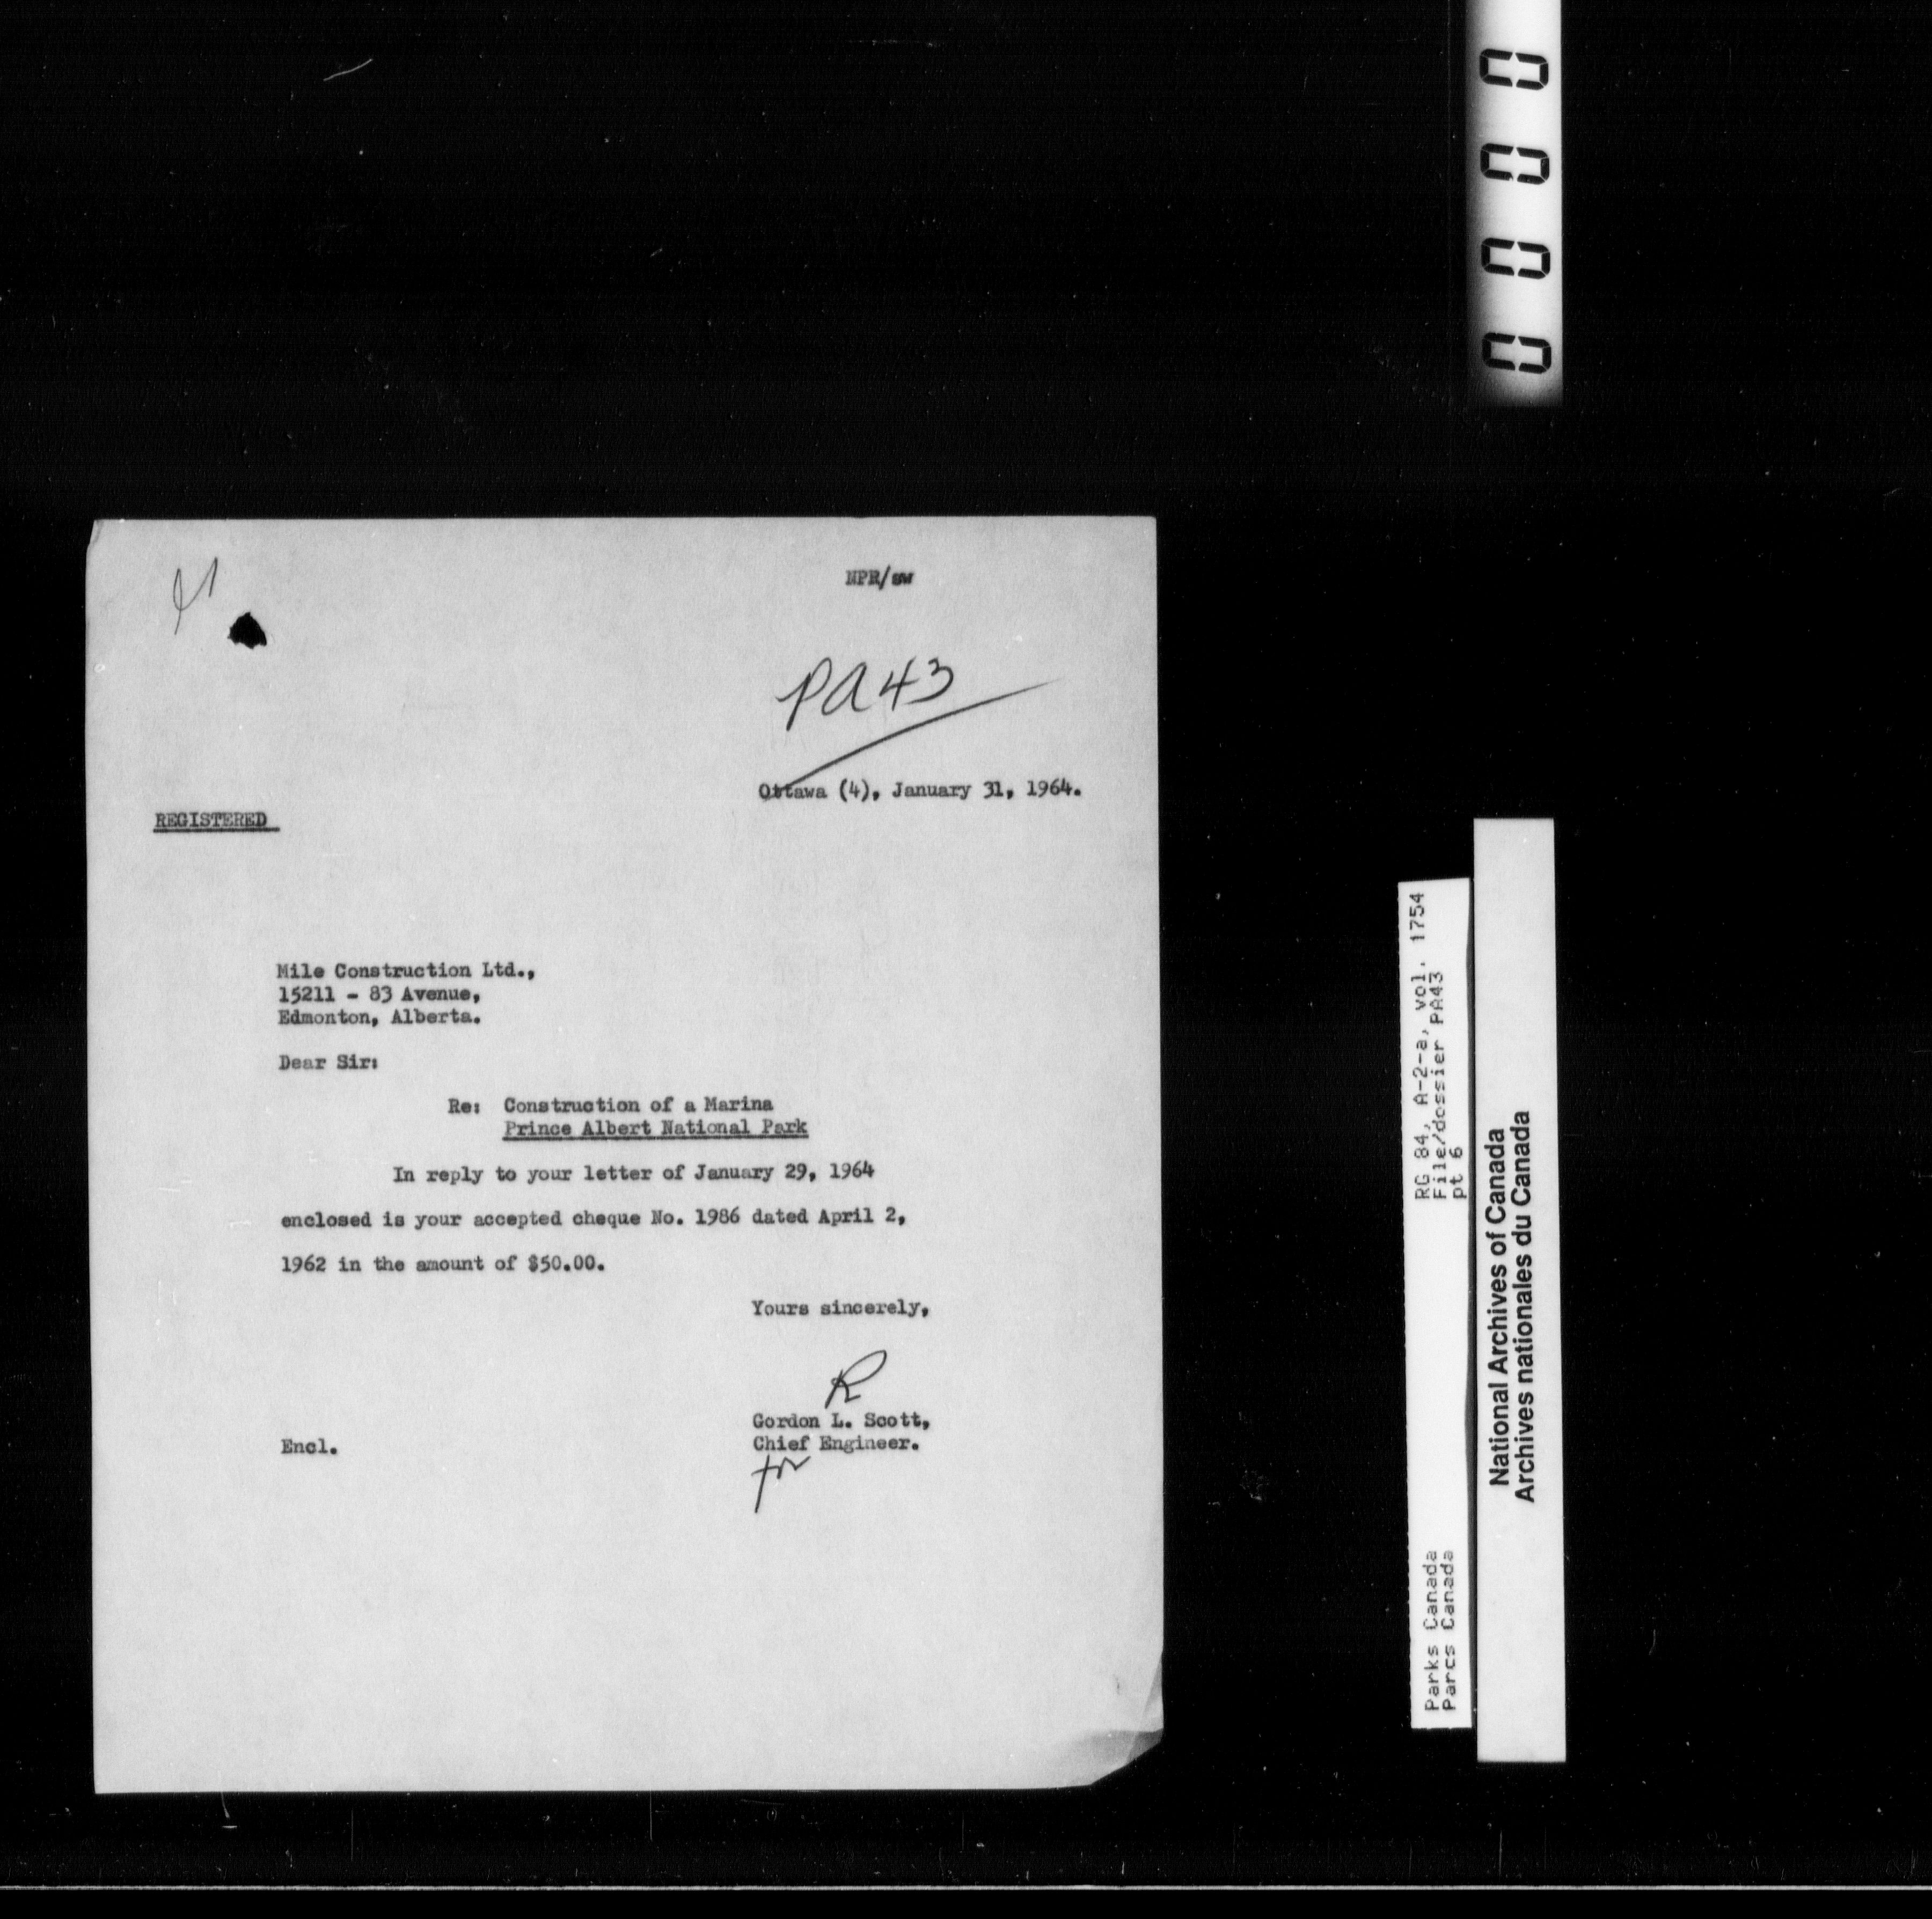 NPR/sw
PA43
Ottawa (4), January 31, 1964.
REGISTERED
Mile Construction Ltd.,
15211 - 83 Avenue,
Edmonton, Alberta.
Dear Sir:
Re: Construction of a Marina
Prince Albert National Park
In reply to your letter of January 29, 1964
enclosed is your accepted cheque No. 1986 dated April 2,
1962 in the amount of $50.00.
Yours sincerely,
R
Gordon L. Scott,
Encl. Chief Engineer.
for
0000
RG 84, A-2-a, vol. 1754
File/dossier PA43
pt 6
Parks Canada
Parcs Canada
National Archives of Canada
Archives nationales du Canada